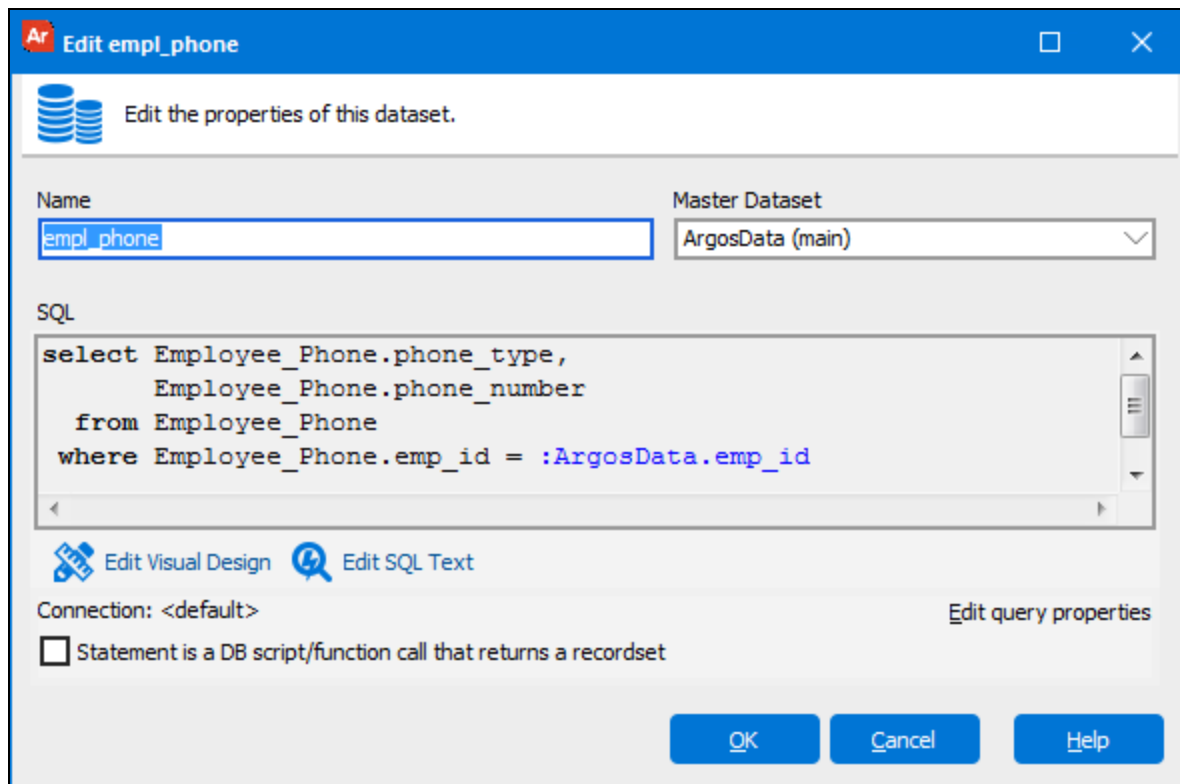 Ar Edit empl_phone
Edit the properties of this dataset.
Name
Master Dataset
empl_phone
ArgosData (main)
SQL
select Employee_Phone.phone_type,
Employee_Phone.phone_number
from Employee_Phone
where Employee_Phone.emp_id = :ArgosData.emp_id
Edit Visual Design
Edit SQL Text
Connection: <default>
Edit query properties
Statement is a DB script/function call that returns a recordset
OK
Cancel
Help